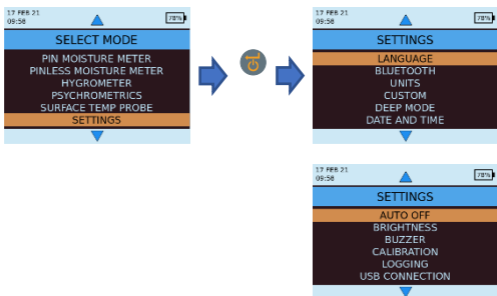 17 FEB 21
09:58
78%
SELECT MODE
PIN MOISTURE METER
PINLESS MOISTURE METER
HYGROMETER
PSYCHROMETRICS
SURFACE TEMP PROBE
SETTINGS
17 FEB 21
09:58
78%
SETTINGS
LANGUAGE
BLUETOOTH
UNITS
CUSTOM
DEEP MODE
DATE AND TIME
17 FEB 21
09:58
78%
SETTINGS
AUTO OFF
BRIGHTNESS
BUZZER
CALIBRATION
LOGGING
USB CONNECTION